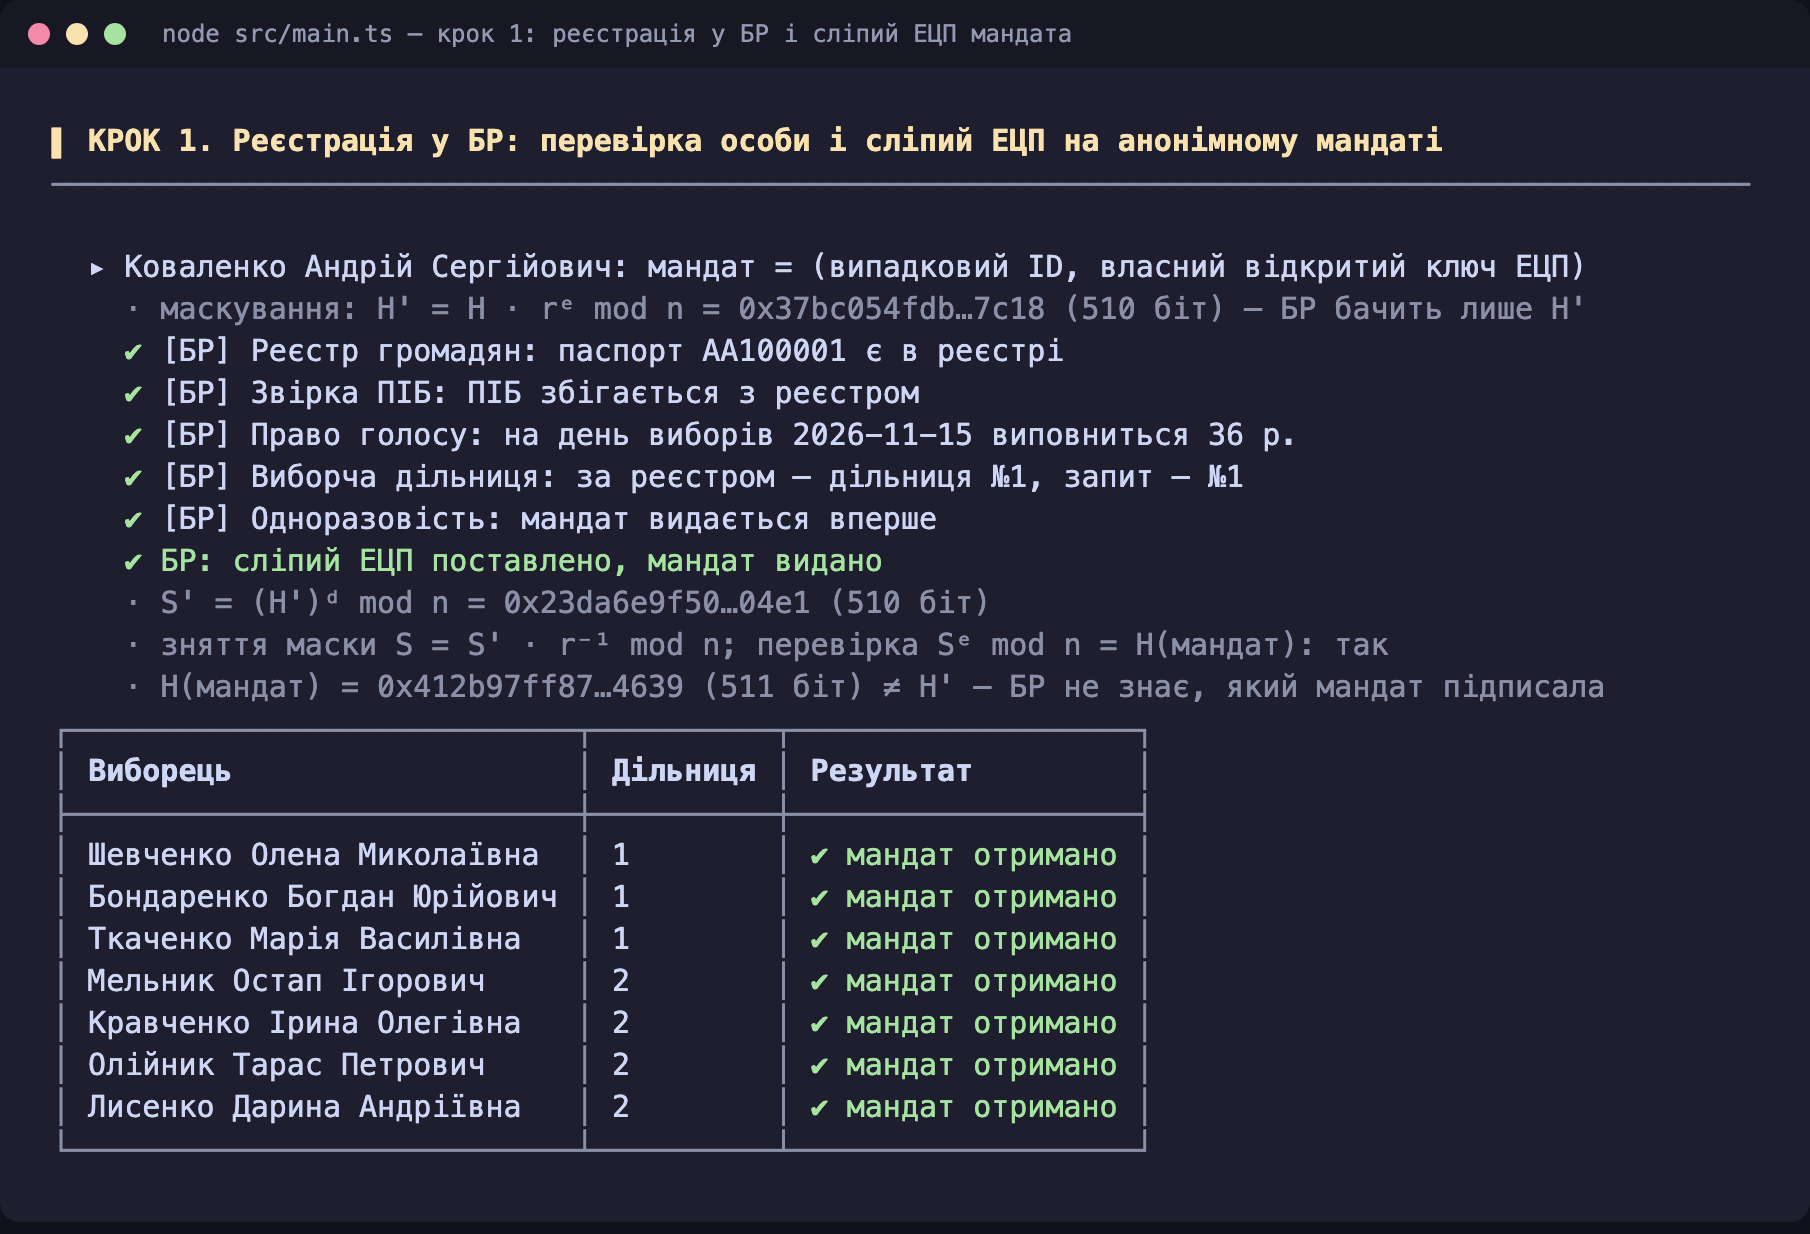 node src/main.ts — крок 1: реєстрація у БР і сліпий ЕЦП мандата
КРОК 1. Реєстрація у БР: перевірка особи і сліпий ЕЦП на анонімному мандаті
▸ Коваленко Андрій Сергійович: мандат = (випадковий ID, власний відкритий ключ ЕЦП)
· маскування: H' = H · rᵉ mod n = 0x37bc054fdb…7c18 (510 біт) — БР бачить лише H'
✔ [БР] Реєстр громадян: паспорт АА100001 є в реєстрі
✔ [БР] Звірка ПІБ: ПІБ збігається з реєстром
✔ [БР] Право голосу: на день виборів 2026-11-15 виповниться 36 р.
✔ [БР] Виборча дільниця: за реєстром — дільниця №1, запит — №1
✔ [БР] Одноразовість: мандат видається вперше
✔ БР: сліпий ЕЦП поставлено, мандат видано
· S' = (H')ᵈ mod n = 0x23da6e9f50…04e1 (510 біт)
· зняття маски S = S' · r⁻¹ mod n; перевірка Sᵉ mod n = H(мандат): так
· H(мандат) = 0x412b97ff87…4639 (511 біт) ≠ H' — БР не знає, який мандат підписала
Виборець Дільниця Результат
Шевченко Олена Миколаївна 1 ✔ мандат отримано
Бондаренко Богдан Юрійович 1 ✔ мандат отримано
Ткаченко Марія Василівна 1 ✔ мандат отримано
Мельник Остап Ігорович 2 ✔ мандат отримано
Кравченко Ірина Олегівна 2 ✔ мандат отримано
Олійник Тарас Петрович 2 ✔ мандат отримано
Лисенко Дарина Андріївна 2 ✔ мандат отримано